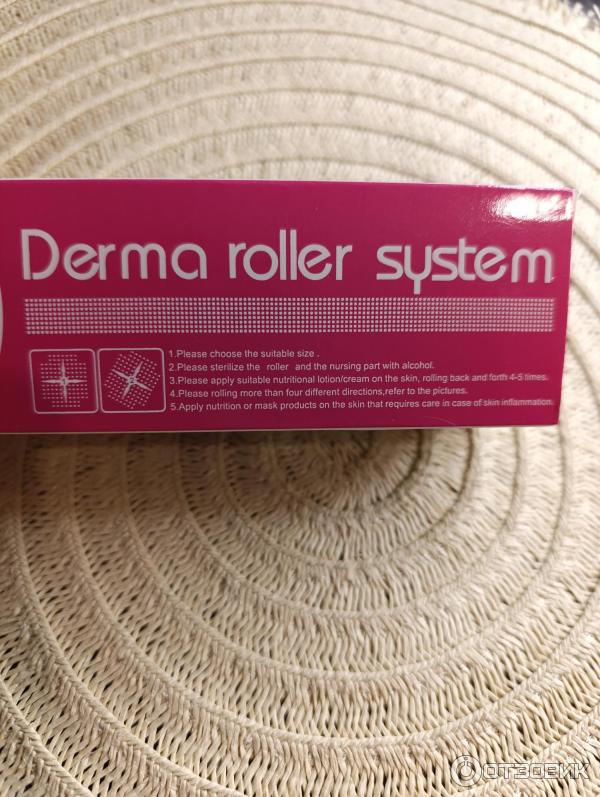 Derma roller system
1.Please choose the suitable size .
2.Please sterilize the roller and the nursing part with alcohol.
3.Please apply suitable nutritional lotion/cream on the skin, rolling back and forth 4-5 times.
4.Please rolling more than four different directions,refer to the pictures.
5.Apply nutrition or mask products on the skin that requires care in case of skin inflammation.
ОТЗОВИК